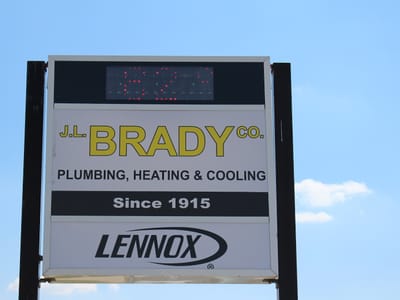 J.L. BRADY CO.
PLUMBING, HEATING & COOLING
Since 1915
LENNOX ®